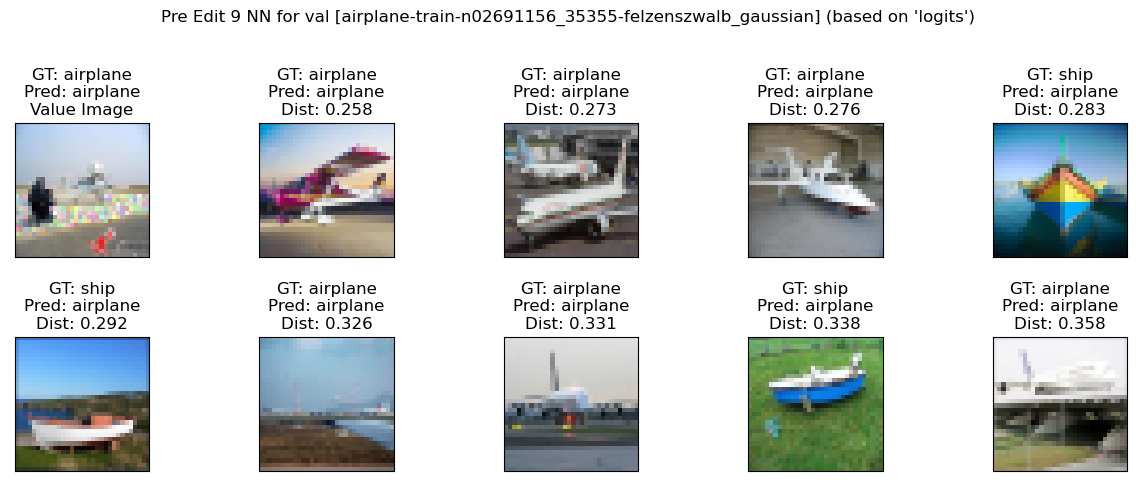 Pre Edit 9 NN for val [airplane-train-n02691156_35355-felzenszwalb_gaussian] (based on 'logits')
GT: airplane
Pred: airplane
Value Image
GT: airplane
Pred: airplane
Dist: 0.258
GT: airplane
Pred: airplane
Dist: 0.273
GT: airplane
Pred: airplane
Dist: 0.276
GT: ship
Pred: airplane
Dist: 0.283
GT: ship
Pred: airplane
Dist: 0.292
GT: airplane
Pred: airplane
Dist: 0.326
GT: airplane
Pred: airplane
Dist: 0.331
GT: ship
Pred: airplane
Dist: 0.338
GT: airplane
Pred: airplane
Dist: 0.358